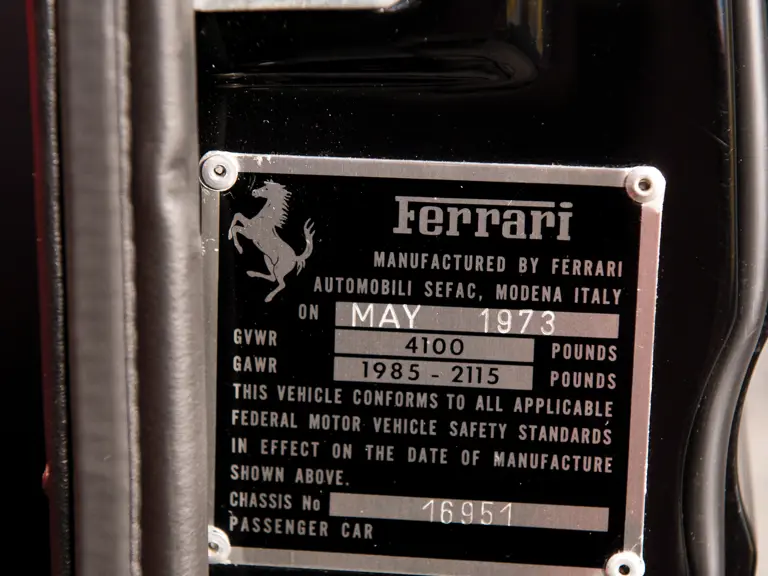 Ferrari
MANUFACTURED BY FERRARI
AUTOMOBILI SEFAC, MODENA ITALY
ON MAY 1973
GVWR 4100 POUNDS
GAWR 1985 - 2115 POUNDS
THIS VEHICLE CONFORMS TO ALL APPLICABLE
FEDERAL MOTOR VEHICLE SAFETY STANDARDS
IN EFFECT ON THE DATE OF MANUFACTURE
SHOWN ABOVE.
CHASSIS No 16951
PASSENGER CAR